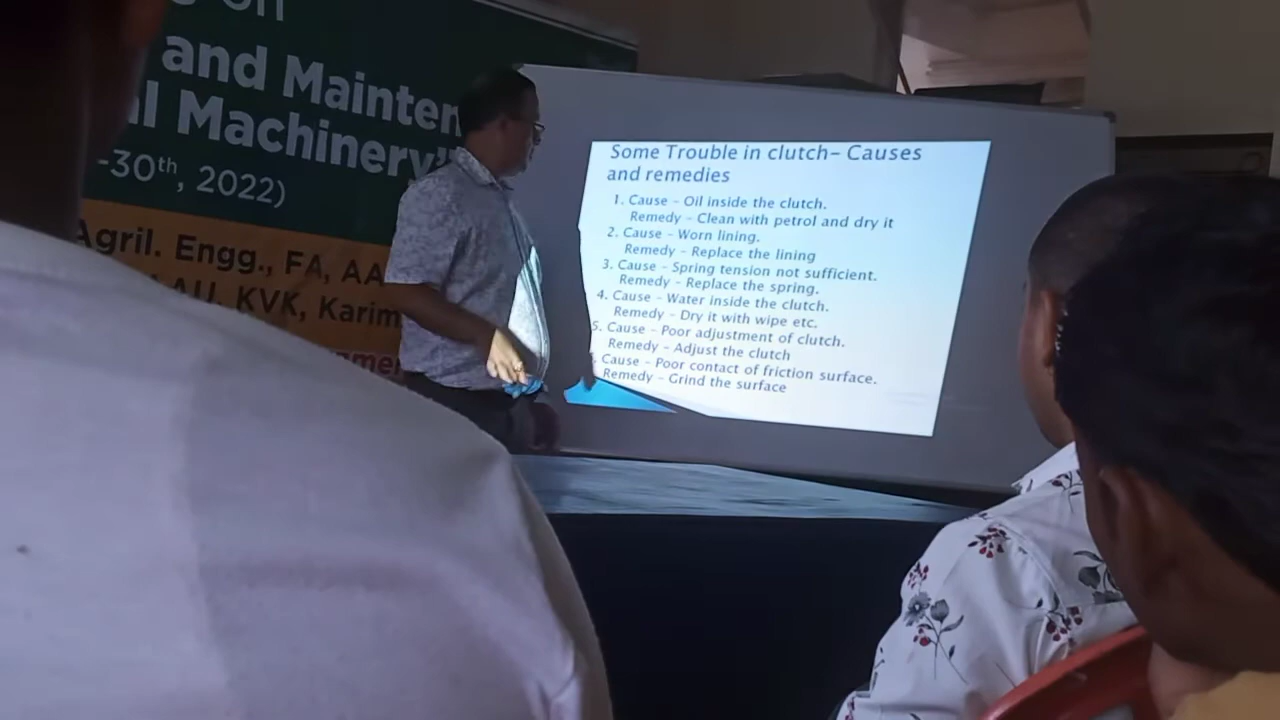 and Mainten
Machinery"
-30th, 2022)
Agril. Engg., FA, AA
AU, KVK, Karim
Some Trouble in clutch– Causes
and remedies
1. Cause – Oil inside the clutch.
Remedy – Clean with petrol and dry it
2. Cause – Worn lining.
Remedy – Replace the lining
3. Cause – Spring tension not sufficient.
Remedy – Replace the spring.
4. Cause – Water inside the clutch.
Remedy – Dry it with wipe etc.
5. Cause – Poor adjustment of clutch.
Remedy – Adjust the clutch
Cause – Poor contact of friction surface.
Remedy – Grind the surface